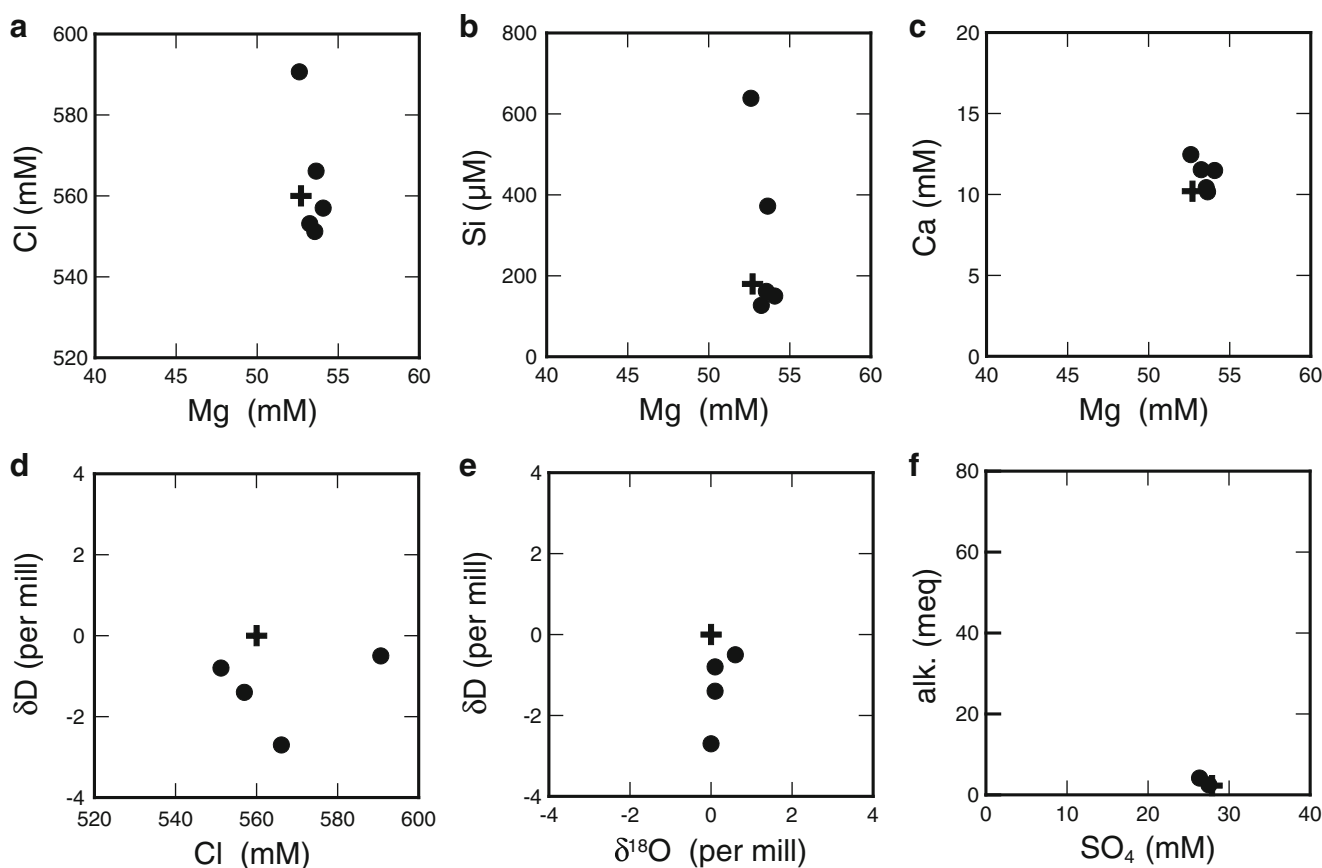 a
600
580
560
540
520
Cl (mM)
40 45 50 55 60
Mg (mM)
b
800
600
400
200
0
Si (µM)
40 45 50 55 60
Mg (mM)
c
20
15
10
5
0
Ca (mM)
40 45 50 55 60
Mg (mM)
d
4
2
0
-2
-4
δD (per mill)
520 540 560 580 600
Cl (mM)
e
4
2
0
-2
-4
δD (per mill)
-4 -2 0 2 4
δ¹⁸O (per mill)
f
80
60
40
20
0
alk. (meq)
0 10 20 30 40
SO₄ (mM)